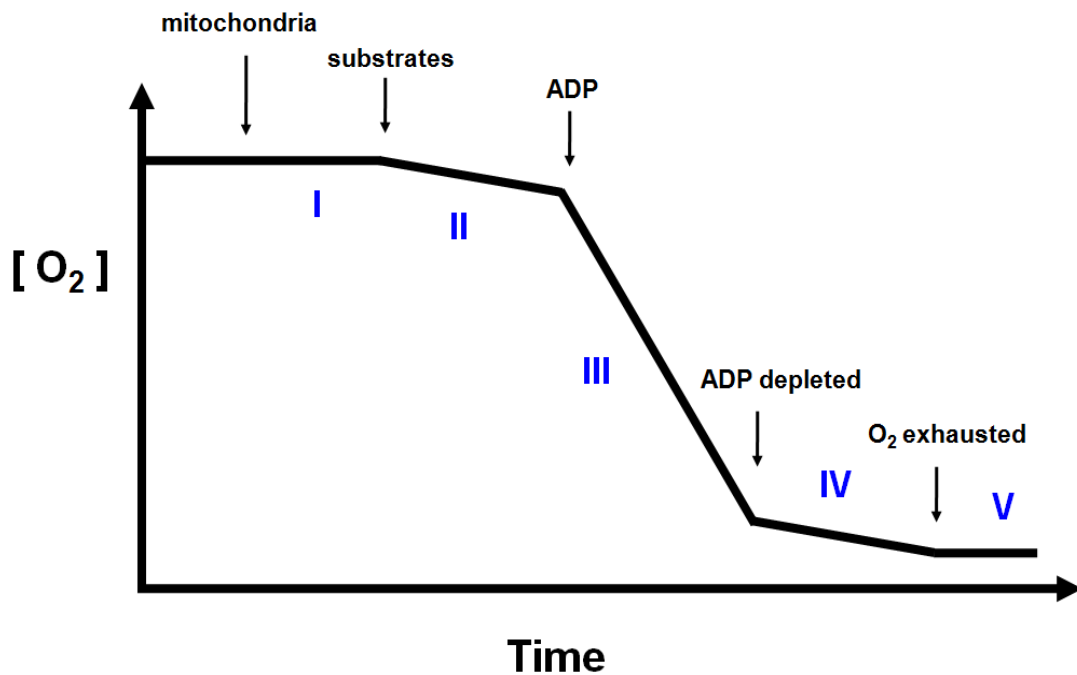 mitochondria
substrates
ADP
I
II
[ O₂ ]
III
ADP depleted
O₂ exhausted
IV
V
Time